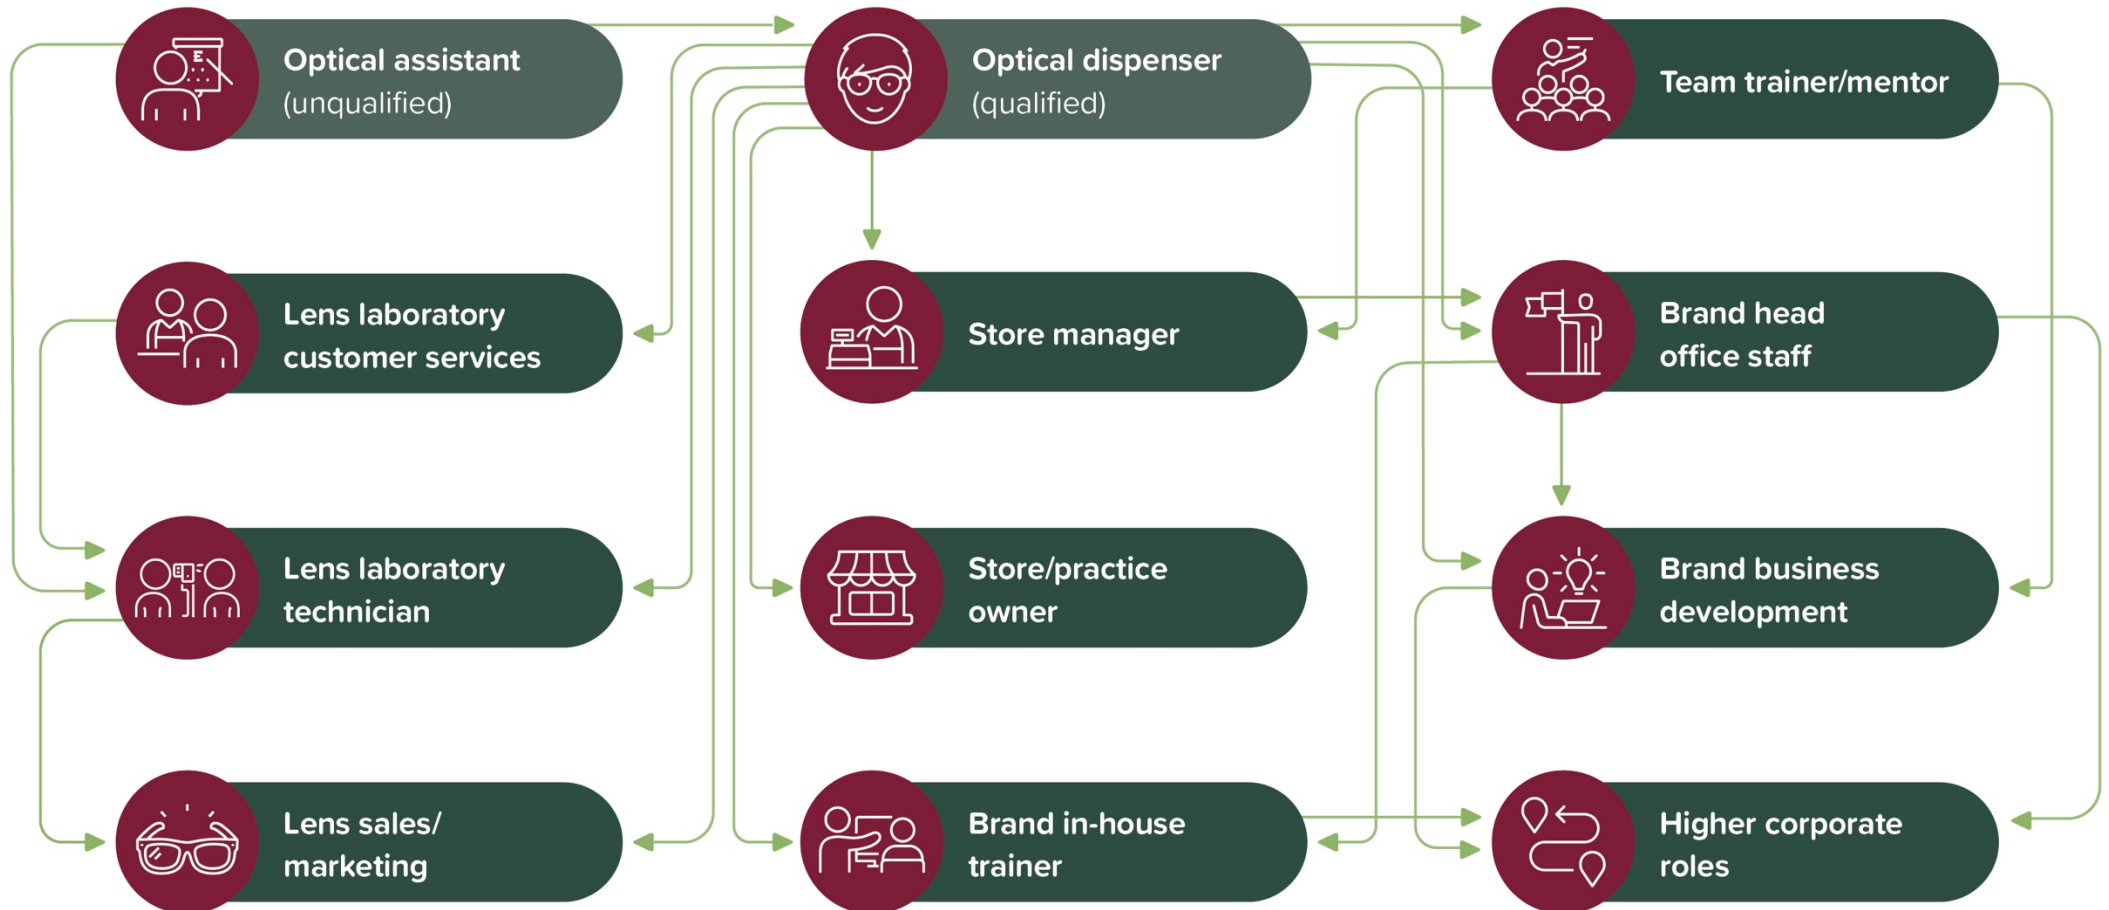 Optical assistant
(unqualified)
Optical dispenser
(qualified)
Team trainer/mentor
Lens laboratory
customer services
Store manager
Brand head
office staff
Lens laboratory
technician
Store/practice
owner
Brand business
development
Lens sales/
marketing
Brand in-house
trainer
Higher corporate
roles
E